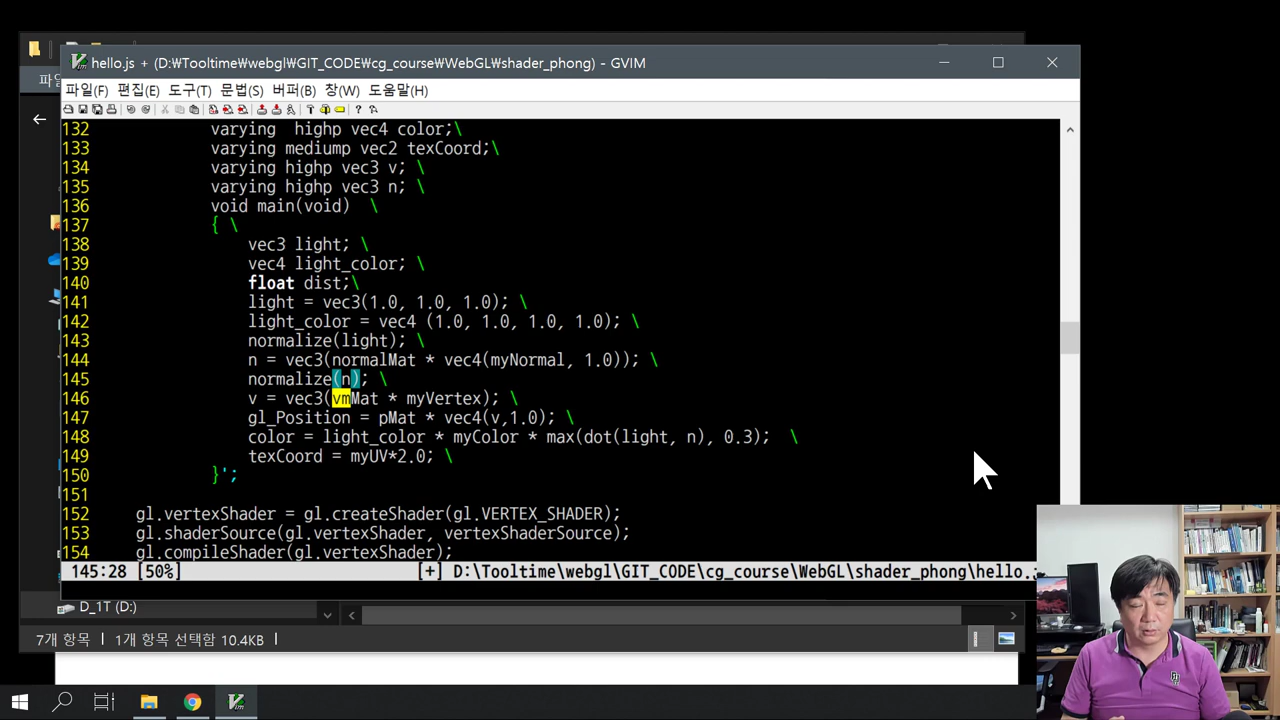 hello.js + (D:₩Tooltime₩webgl₩GIT_CODE₩cg_course₩WebGL₩shader_phong) - GVIM
파일(F) 편집(E) 도구(T) 문법(S) 버퍼(B) 창(W) 도움말(H)
132 varying  highp vec4 color;\
133 varying mediump vec2 texCoord;\
134 varying highp vec3 v; \
135 varying highp vec3 n; \
136 void main(void)  \
137 { \
138 vec3 light; \
139 vec4 light_color; \
140 float dist;\
141 light = vec3(1.0, 1.0, 1.0); \
142 light_color = vec4 (1.0, 1.0, 1.0, 1.0); \
143 normalize(light); \
144 n = vec3(normalMat * vec4(myNormal, 1.0)); \
145 normalize(n); \
146 v = vec3(vmMat * myVertex); \
147 gl_Position = pMat * vec4(v,1.0); \
148 color = light_color * myColor * max(dot(light, n), 0.3);  \
149 texCoord = myUV*2.0; \
150 }';
151
152 gl.vertexShader = gl.createShader(gl.VERTEX_SHADER);
153 gl.shaderSource(gl.vertexShader, vertexShaderSource);
154 gl.compileShader(gl.vertexShader);
145:28 [50%] [+] D:\Tooltime\webgl\GIT_CODE\cg_course\WebGL\shader_phong\hello.
D_1T (D:)
7개 항목 1개 항목 선택함 10.4KB